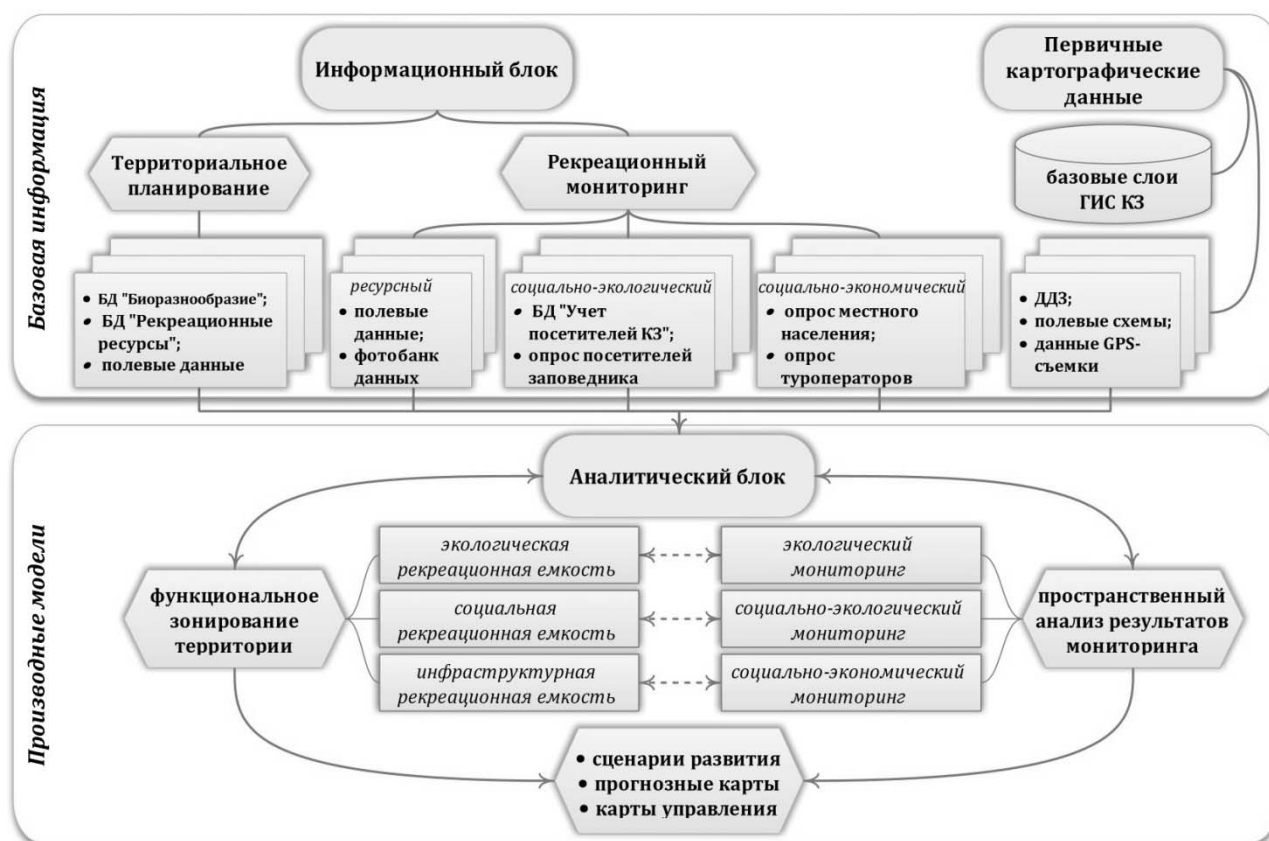 Базовая информация
Информационный блок
Первичные
картографические
данные
Территориальное
планирование
Рекреационный
мониторинг
базовые слои
ГИС КЗ
• БД "Биоразнообразие";
• БД "Рекреационные
ресурсы";
• полевые данные
ресурсный
• полевые
данные;
• фотобанк
данных
социально-экологический
• БД "Учет
посетителей КЗ";
• опрос посетителей
заповедника
социально-экономический
• опрос местного
населения;
• опрос
туроператоров
• ДДЗ;
• полевые схемы;
• данные GPS-
съемки
Производные модели
Аналитический блок
функциональное
зонирование
территории
экологическая
рекреационная емкость
социальная
рекреационная емкость
инфраструктурная
рекреационная емкость
экологический
мониторинг
социально-экологический
мониторинг
социально-экономический
мониторинг
пространственный
анализ результатов
мониторинга
• сценарии развития
• прогнозные карты
• карты управления